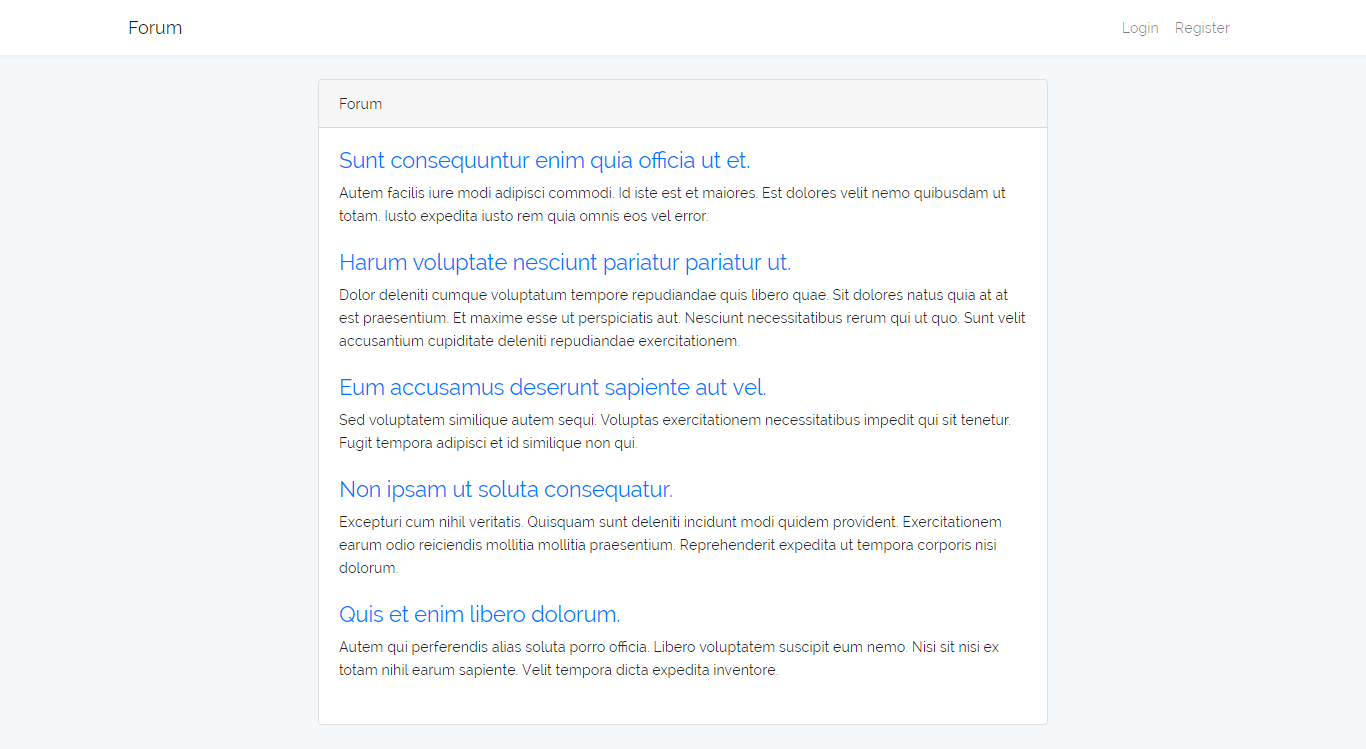 Forum
Login Register
Forum
Sunt consequuntur enim quia officia ut et.
Autem facilis iure modi adipisci commodi. Id iste est et maiores. Est dolores velit nemo quibusdam ut
totam. Iusto expedita iusto rem quia omnis eos vel error.
Harum voluptate nesciunt pariatur pariatur ut.
Dolor deleniti cumque voluptatum tempore repudiandae quis libero quae. Sit dolores natus quia at at
est praesentium. Et maxime esse ut perspiciatis aut. Nesciunt necessitatibus rerum qui ut quo. Sunt velit
accusantium cupiditate deleniti repudiandae exercitationem.
Eum accusamus deserunt sapiente aut vel.
Sed voluptatem similique autem sequi. Voluptas exercitationem necessitatibus impedit qui sit tenetur.
Fugit tempora adipisci et id similique non qui.
Non ipsam ut soluta consequatur.
Excepturi cum nihil veritatis. Quisquam sunt deleniti incidunt modi quidem provident. Exercitationem
earum odio reiciendis mollitia mollitia praesentium. Reprehenderit expedita ut tempora corporis nisi
dolorum.
Quis et enim libero dolorum.
Autem qui perferendis alias soluta porro officia. Libero voluptatem suscipit eum nemo. Nisi sit nisi ex
totam nihil earum sapiente. Velit tempora dicta expedita inventore.